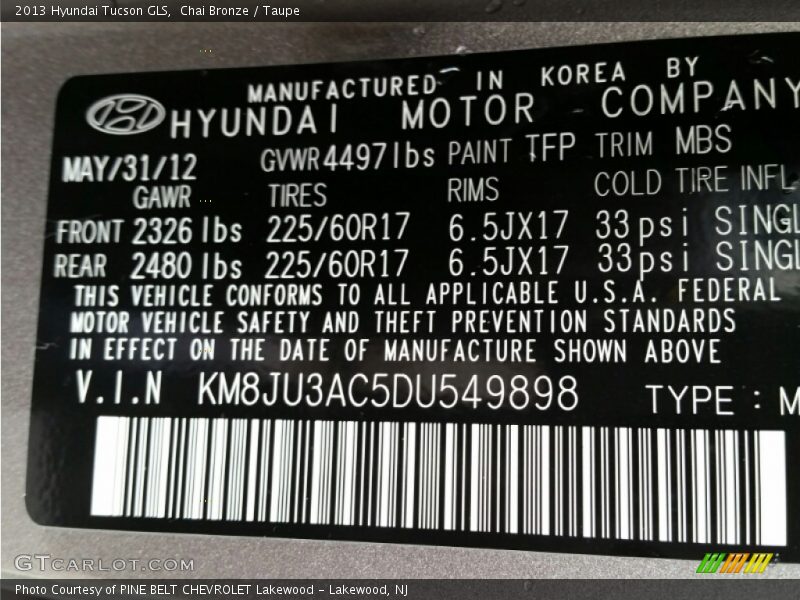 2013 Hyundai Tucson GLS, Chai Bronze / Taupe
MANUFACTURED IN KOREA BY
HYUNDAI MOTOR COMPANY
MAY/31/12 GVWR 4497lbs PAINT TFP TRIM MBS
GAWR TIRES RIMS COLD TIRE INFL
FRONT 2326 lbs 225/60R17 6.5JX17 33psi SINGL
REAR 2480 lbs 225/60R17 6.5JX17 33psi SINGL
THIS VEHICLE CONFORMS TO ALL APPLICABLE U.S.A. FEDERAL
MOTOR VEHICLE SAFETY AND THEFT PREVENTION STANDARDS
IN EFFECT ON THE DATE OF MANUFACTURE SHOWN ABOVE
V.I.N KM8JU3AC5DU549898 TYPE : M
GTCARLOT.COM
Photo Courtesy of PINE BELT CHEVROLET Lakewood - Lakewood, NJ